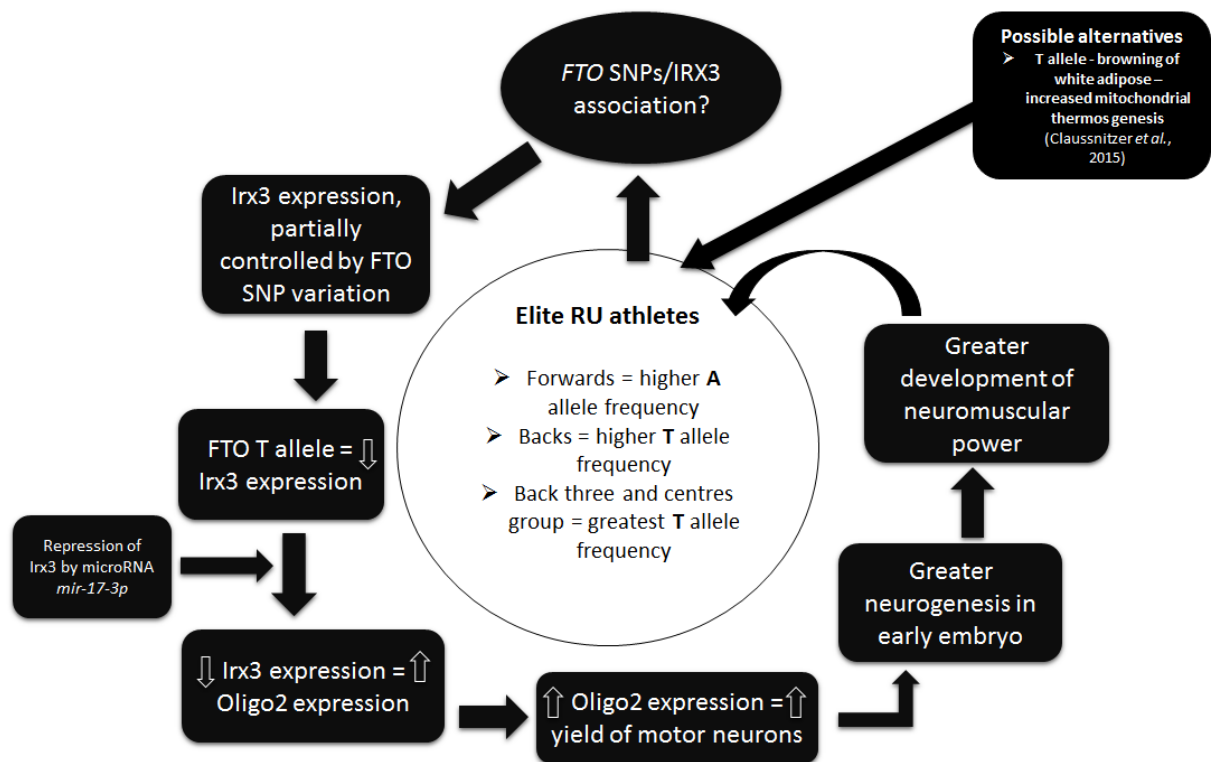 FTO SNPs/IRX3
association?
Possible alternatives
➢ T allele - browning of
white adipose –
increased mitochondrial
thermos genesis
(Claussnitzer et al.,
2015)
Irx3 expression,
partially
controlled by FTO
SNP variation
Elite RU athletes
➢ Forwards = higher A
allele frequency
➢ Backs = higher T allele
frequency
➢ Back three and centres
group = greatest T allele
frequency
Greater
development of
neuromuscular
power
FTO T allele = ⇩
Irx3 expression
Repression of
Irx3 by microRNA
mir-17-3p
⇩ Irx3 expression = ⇧
Oligo2 expression
⇧ Oligo2 expression = ⇧
yield of motor neurons
Greater
neurogenesis in
early embryo